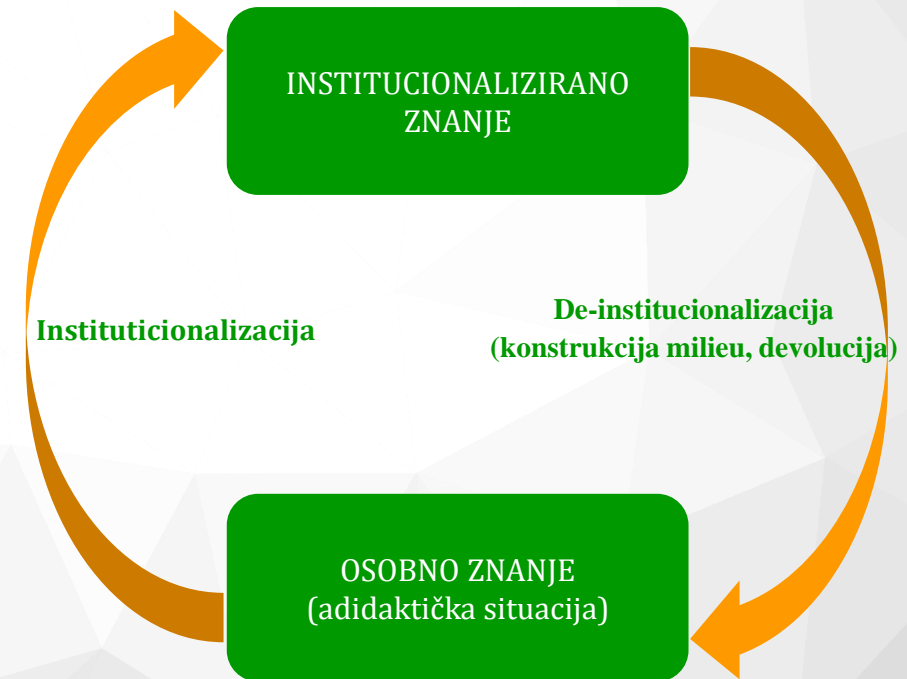 INSTITUCIONALIZIRANO
ZNANJE
Instituticionalizacija
De-institucionalizacija
(konstrukcija milieu, devolucija)
OSOBNO ZNANJE
(adidaktička situacija)